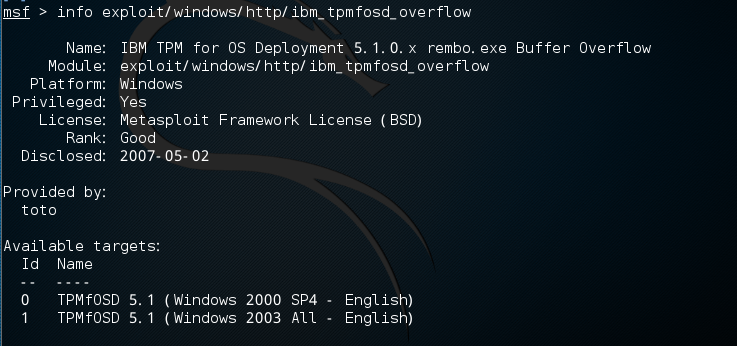 msf > info exploit/windows/http/ibm_tpmfosd_overflow
Name: IBM TPM for OS Deployment 5.1.0.x rembo.exe Buffer Overflow
Module: exploit/windows/http/ibm_tpmfosd_overflow
Platform: Windows
Privileged: Yes
License: Metasploit Framework License (BSD)
Rank: Good
Disclosed: 2007-05-02
Provided by:
toto
Available targets:
Id Name
-- ----
0 TPMfOSD 5.1 (Windows 2000 SP4 - English)
1 TPMfOSD 5.1 (Windows 2003 All - English)